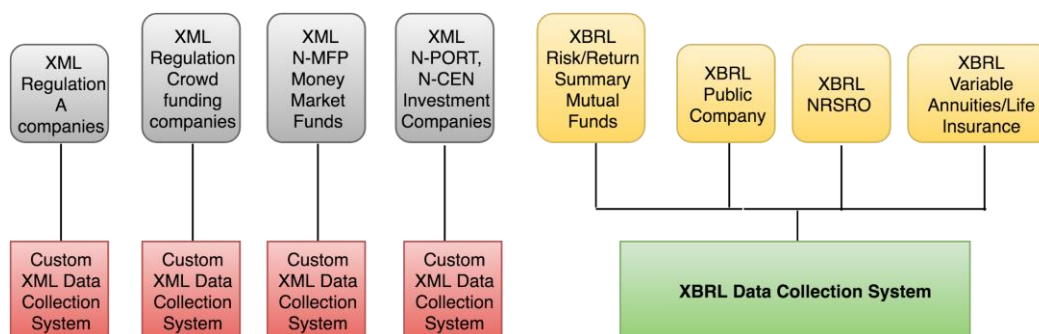 XML
Regulation
A
companies
XML
Regulation
Crowd
funding
companies
XML
N-MFP
Money
Market
Funds
XML
N-PORT,
N-CEN
Investment
Companies
XBRL
Risk/Return
Summary
Mutual
Funds
XBRL
Public
Company
XBRL
NRSRO
XBRL
Variable
Annuities/Life
Insurance
Custom
XML Data
Collection
System
Custom
XML Data
Collection
System
Custom
XML Data
Collection
System
Custom
XML Data
Collection
System
XBRL Data Collection System